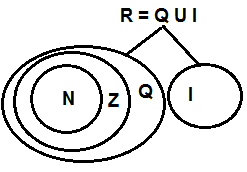 R = Q U I
N Z Q I